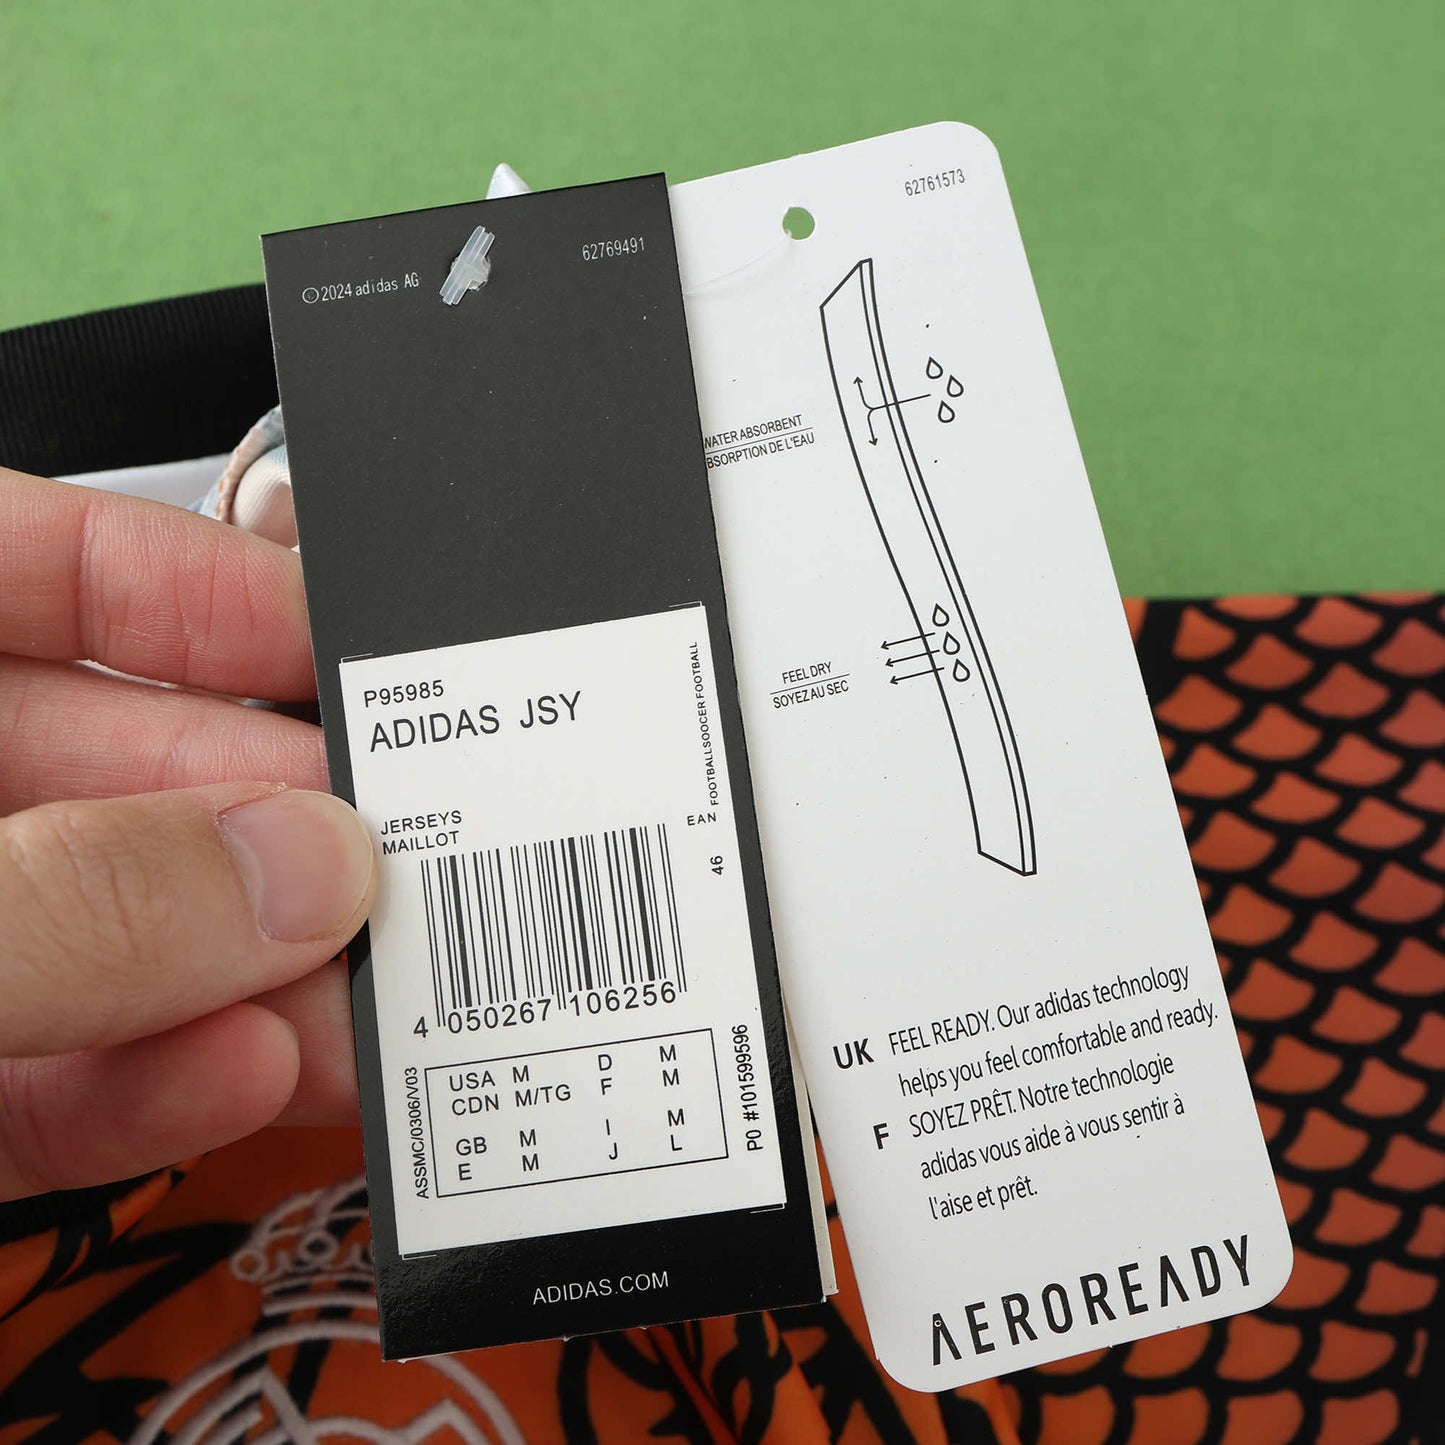 ©2024 adidas AG
62769491
P95985
ADIDAS JSY
JERSEYS
MAILLOT
FOOTBALLSOOCER FOOTBALL
EAN
46
4 050267 106256
USA M D M
CDN M/TG F M
GB M I M
E M J L
ASSMC/0306/V03
P0 #101599596
ADIDAS.COM
62761573
WATER ABSORBENT
BSORPTION DE L'EAU
FEEL DRY
SOYEZ AU SEC
UK FEEL READY. Our adidas technology
helps you feel comfortable and ready.
F SOYEZ PRÊT. Notre technologie
adidas vous aide à vous sentir à
l'aise et prêt.
AEROREADY